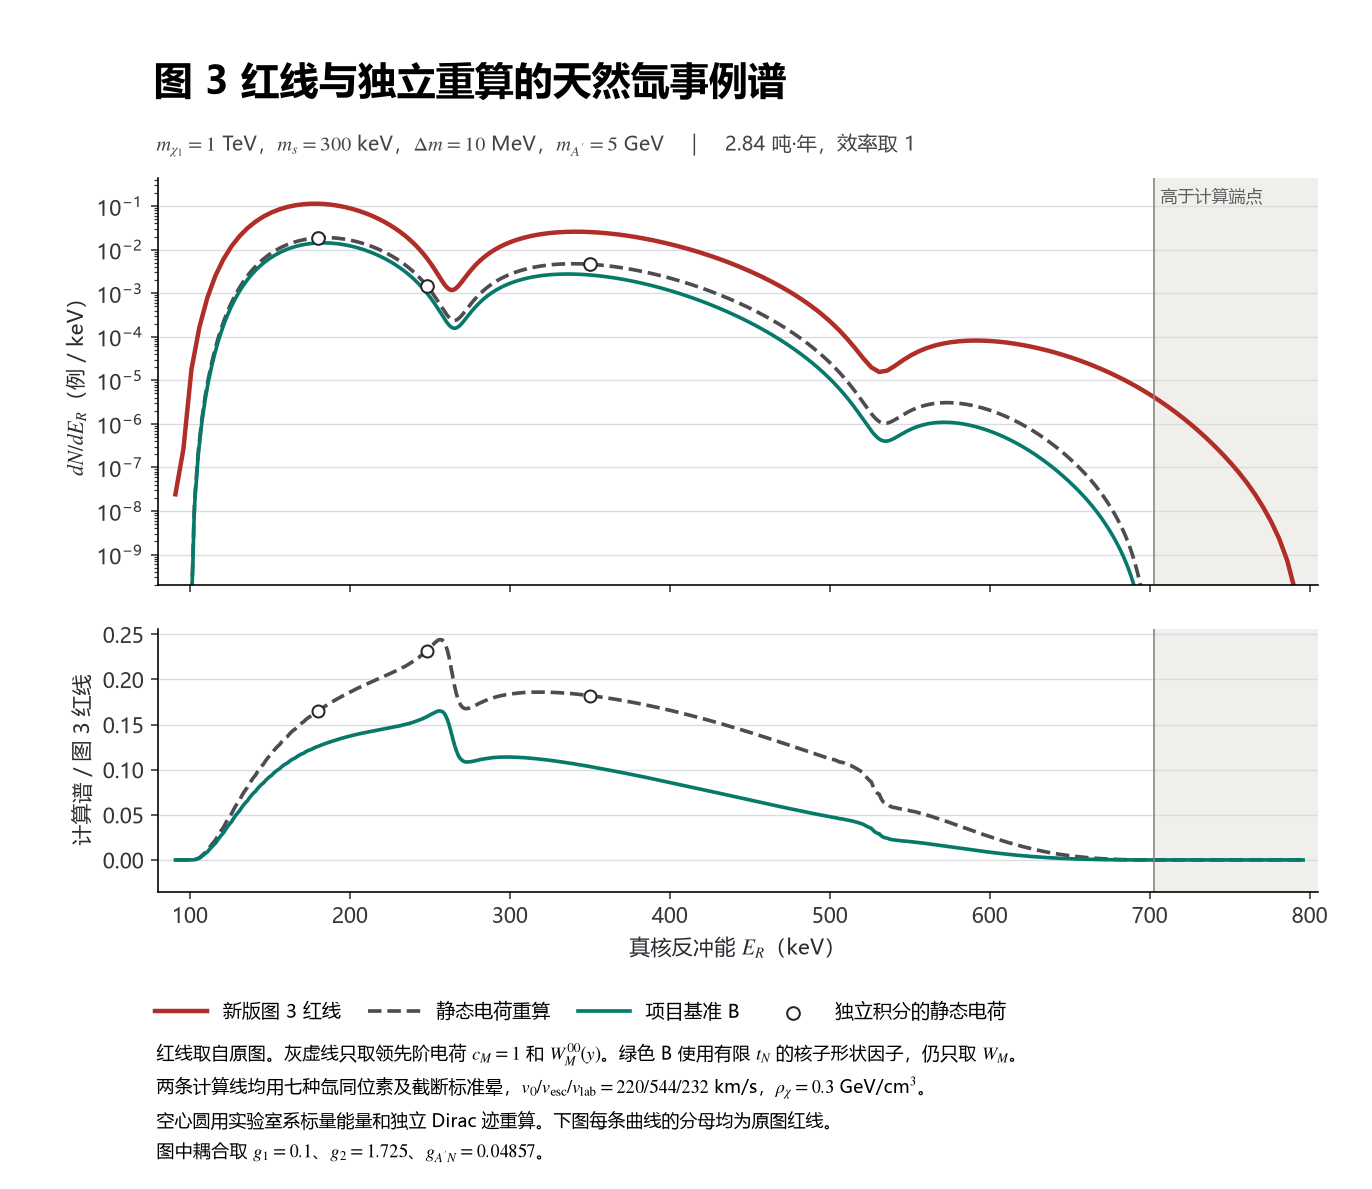 图 3 红线与独立重算的天然氙事例谱
m_{χ1} = 1 TeV，m_s = 300 keV，Δm = 10 MeV，m_{A′} = 5 GeV | 2.84 吨·年，效率取 1
高于计算端点
dN/dE_R（例 / keV）
10⁻¹
10⁻²
10⁻³
10⁻⁴
10⁻⁵
10⁻⁶
10⁻⁷
10⁻⁸
10⁻⁹
计算谱 / 图 3 红线
0.25
0.20
0.15
0.10
0.05
0.00
100 200 300 400 500 600 700 800
真核反冲能 E_R（keV）
新版图 3 红线 静态电荷重算 项目基准 B 独立积分的静态电荷
红线取自原图。灰虚线只取领先阶电荷 c_M = 1 和 W_M^{00}(y)。绿色 B 使用有限 t_N 的核子形状因子，仍只取 W_M。
两条计算线均用七种氙同位素及截断标准晕，v_0/v_esc/v_lab = 220/544/232 km/s，ρ_χ = 0.3 GeV/cm³。
空心圆用实验室系标量能量和独立 Dirac 迹重算。下图每条曲线的分母均为原图红线。
图中耦合取 g_1 = 0.1、g_2 = 1.725、g_{A′N} = 0.04857。